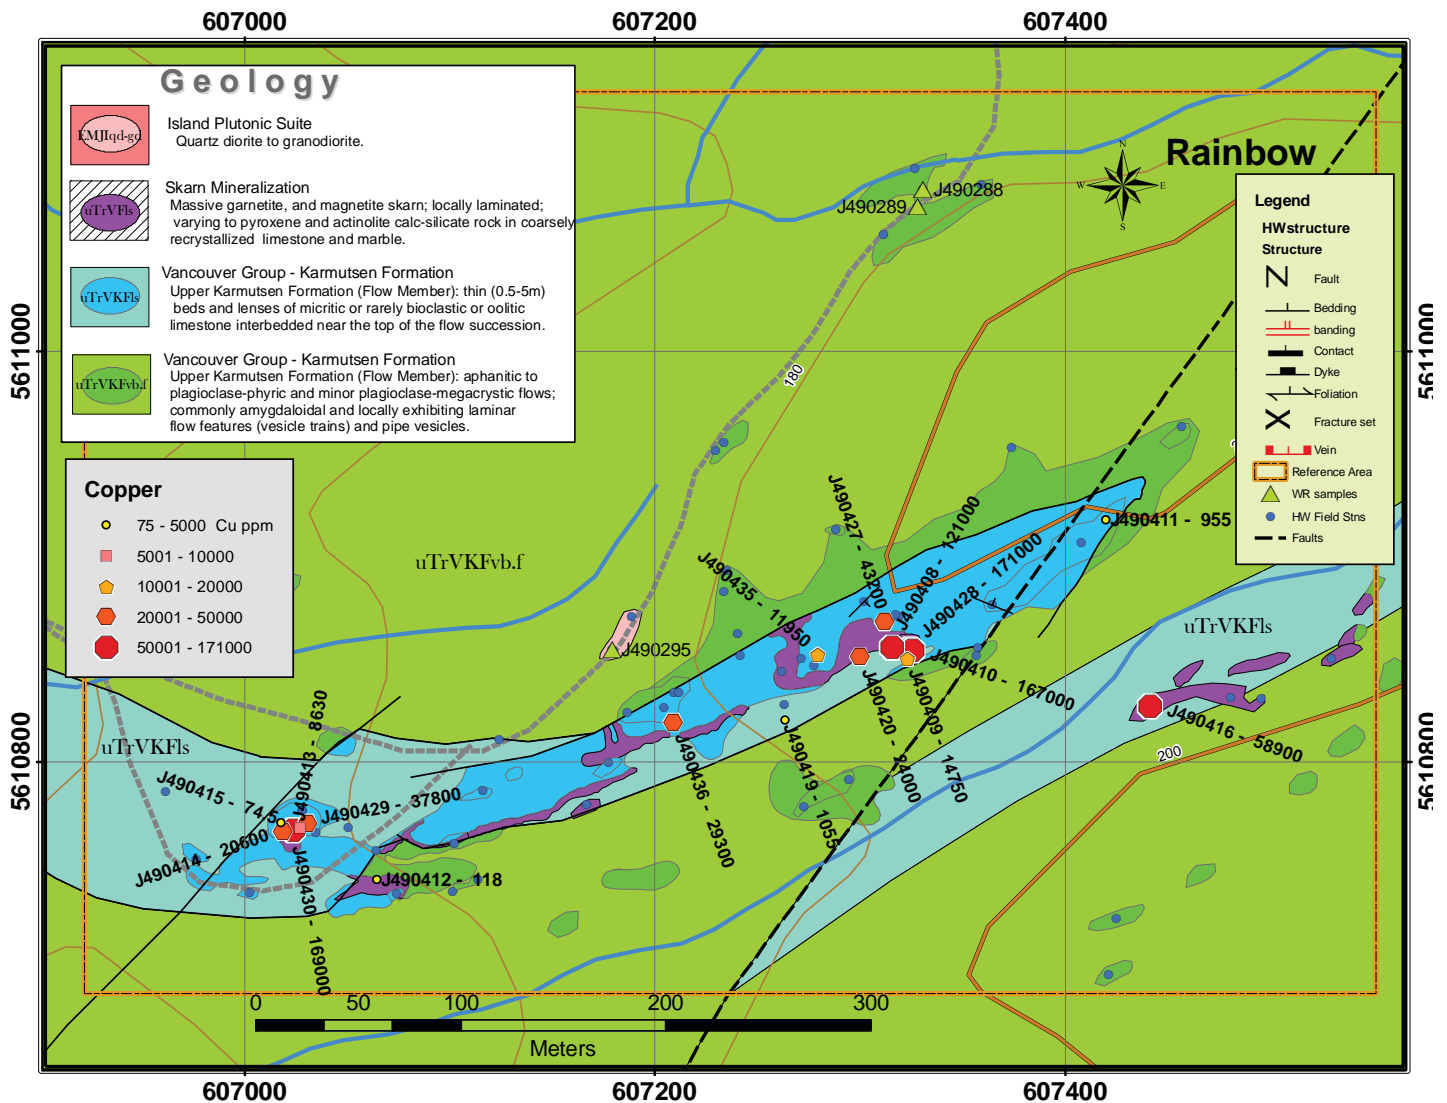 607000
607200
607400
Geology
EMJIqd-gd
Island Plutonic Suite
Quartz diorite to granodiorite.
uTrVFls
Skarn Mineralization
Massive garnetite, and magnetite skarn; locally laminated;
varying to pyroxene and actinolite calc-silicate rock in coarsely
recrystallized limestone and marble.
uTrVKFls
Vancouver Group - Karmutsen Formation
Upper Karmutsen Formation (Flow Member): thin (0.5-5m)
beds and lenses of micritic or rarely bioclastic or oolitic
limestone interbedded near the top of the flow succession.
uTrVKFvb.f
Vancouver Group - Karmutsen Formation
Upper Karmutsen Formation (Flow Member): aphanitic to
plagioclase-phyric and minor plagioclase-megacrystic flows;
commonly amygdaloidal and locally exhibiting laminar
flow features (vesicle trains) and pipe vesicles.
Rainbow
N
W
E
S
Legend
HWstructure
Structure
Fault
Bedding
banding
Contact
Dyke
Foliation
Fracture set
Vein
Reference Area
WR samples
HW Field Stns
Faults
5611000
5611000
Copper
75 - 5000 Cu ppm
5001 - 10000
10001 - 20000
20001 - 50000
50001 - 171000
J490288
J490289
180
uTrVKFvb.f
J490427 - 43200
J490408 - 121000
J490428 - 171000
J490411 - 955
J490435 - 11950
J490295
uTrVKFls
J490410 - 167000
J490409 - 14750
J490420 - 24000
J490416 - 58900
200
J490419 - 1055
J490436 - 29300
uTrVKFls
J490413 - 8630
J490415 - 74.5
J490429 - 37800
J490414 - 20600
J490412 - 118
J490430 - 169000
5610800
5610800
0
50
100
200
300
Meters
607000
607200
607400